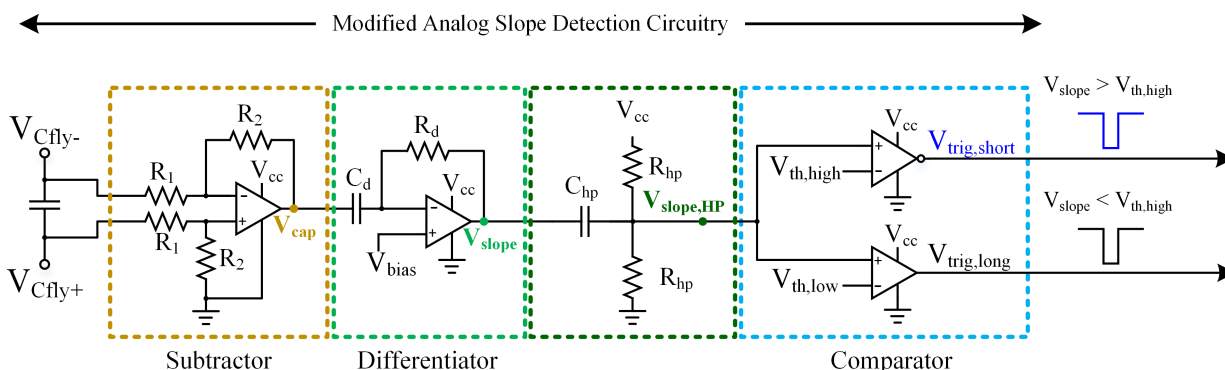 Modified Analog Slope Detection Circuitry
V_Cfly-
R_1
R_2
V_cc
R_1
R_2
V_cap
V_Cfly+
Subtractor
C_d
R_d
V_cc
V_bias
V_slope
Differentiator
V_cc
R_hp
C_hp
V_slope,HP
R_hp
V_cc
V_th,high
V_trig,short
V_cc
V_th,low
V_trig,long
Comparator
V_slope > V_th,high
V_slope < V_th,high